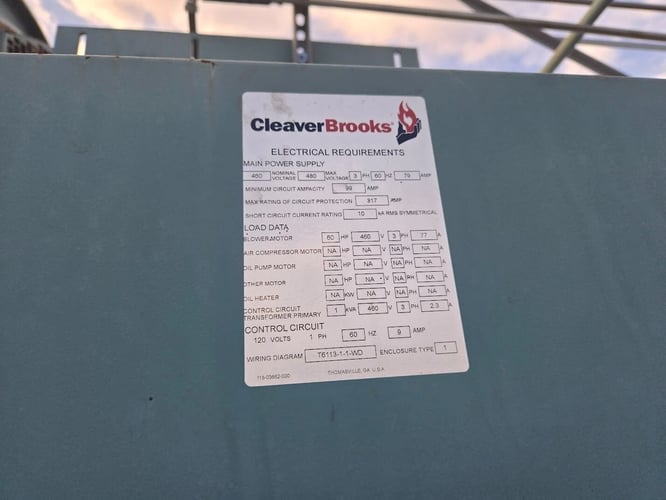 CleaverBrooks®
ELECTRICAL REQUIREMENTS
MAIN POWER SUPPLY
460 NOMINAL VOLTAGE 480 MAX VOLTAGE 3 PH 60 HZ 79 AMP
MINIMUM CIRCUIT AMPACITY 99 AMP
MAX RATING OF CIRCUIT PROTECTION 317 AMP
SHORT CIRCUIT CURRENT RATING 10 kA RMS SYMMETRICAL
LOAD DATA
BLOWER MOTOR 60 HP 460 V 3 PH 77 A
AIR COMPRESSOR MOTOR NA HP NA V NA PH NA A
OIL PUMP MOTOR NA HP NA V NA PH NA A
OTHER MOTOR NA HP NA V NA PH NA A
OIL HEATER NA KW NA V NA PH NA A
CONTROL CIRCUIT TRANSFORMER PRIMARY 1 KVA 460 V 3 PH 2.3 A
CONTROL CIRCUIT
120 VOLTS 1 PH 60 HZ 9 AMP
WIRING DIAGRAM T6113-1-1-WD ENCLOSURE TYPE 1
THOMASVILLE, GA. U.S.A.